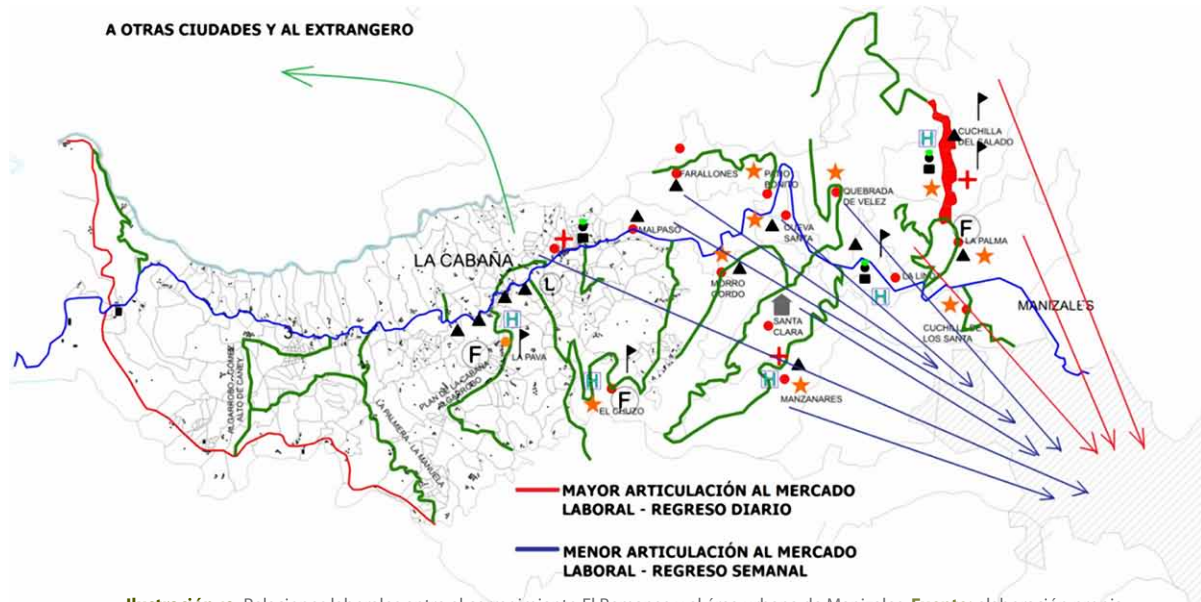 A OTRAS CIUDADES Y AL EXTRANGERO
CUCHILLA
DEL SALADO
H
FARALLONES
POZO
BONITO
QUEBRADA
DE VELEZ
F
LA PALMA
MALPASO
CUEVA
SANTA
LA CABAÑA
L
MORRO
GORDO
LA LINDA
H
MANIZALES
SANTA
CLARA
CUCHILLA DE
LOS SANTA
H
F
LA PAVA
PLAN DE LA CABAÑA
ALGARROBO
ALGARROBO - GOMEZ
ALTO DE CANEY
LA PALMERA - LA MANUELA
H
F
EL CHUZO
H
MANZANARES
MAYOR ARTICULACIÓN AL MERCADO
LABORAL - REGRESO DIARIO
MENOR ARTICULACIÓN AL MERCADO
LABORAL - REGRESO SEMANAL